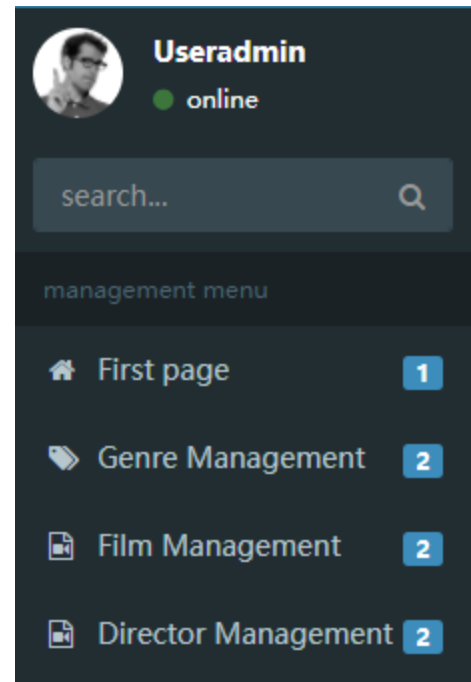 Useradmin
online
search...
management menu
First page 1
Genre Management 2
Film Management 2
Director Management 2